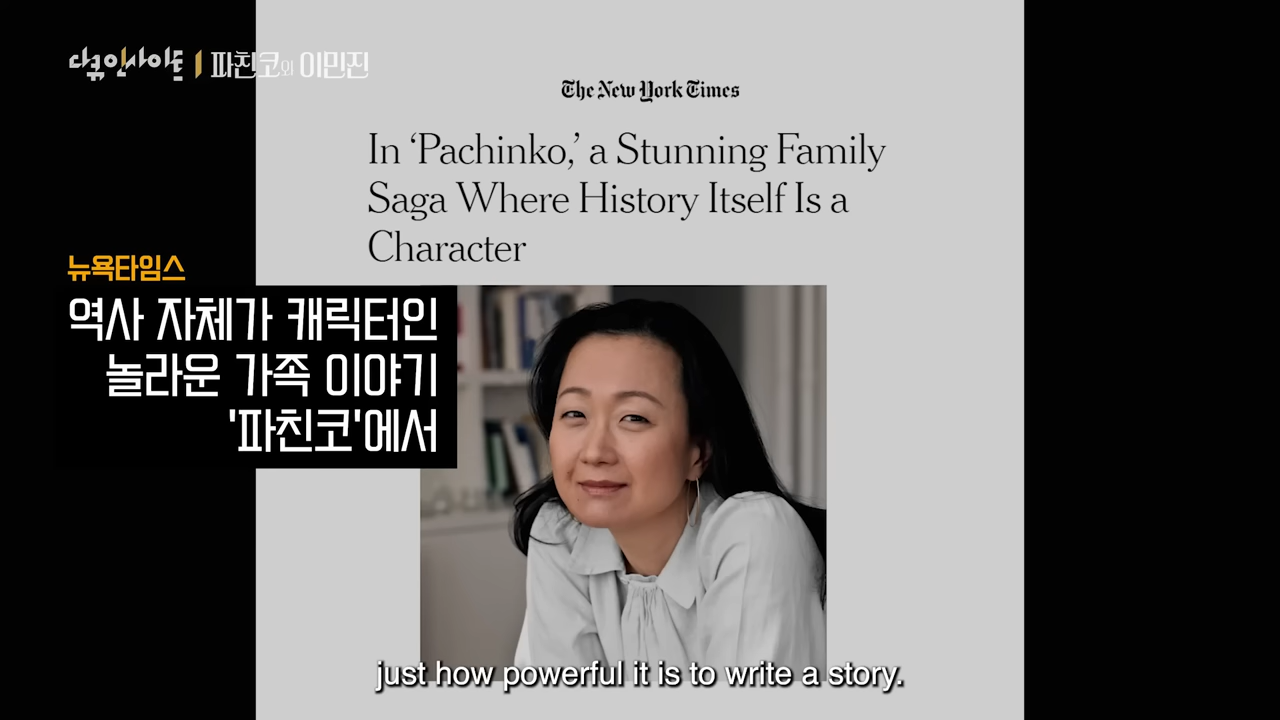 다큐인사이트 | 파친코와 이민진
The New York Times
In ‘Pachinko,’ a Stunning Family
Saga Where History Itself Is a
Character
뉴욕타임스
역사 자체가 캐릭터인
놀라운 가족 이야기
'파친코'에서
just how powerful it is to write a story.